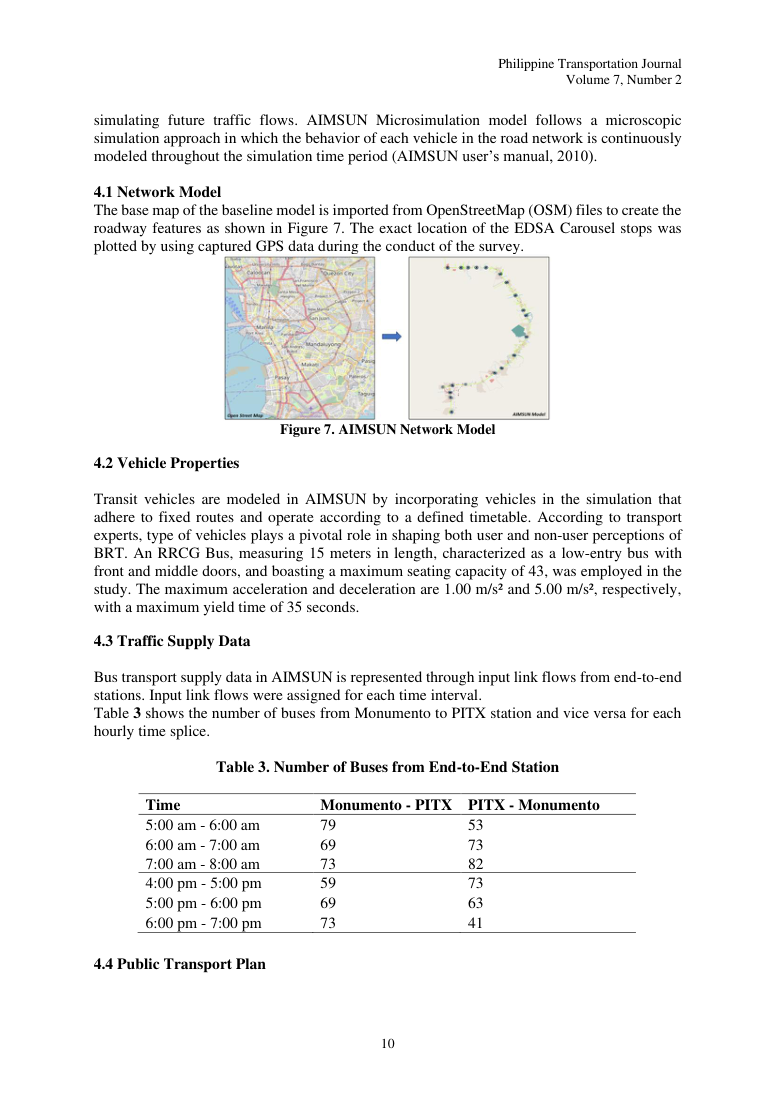 Philippine Transportation Journal
Volume 7, Number 2
simulating future traffic flows. AIMSUN Microsimulation model follows a microscopic
simulation approach in which the behavior of each vehicle in the road network is continuously
modeled throughout the simulation time period (AIMSUN user's manual, 2010).
4.1 Network Model
The base map of the baseline model is imported from OpenStreetMap (OSM) files to create the
roadway features as shown in Figure 7. The exact location of the EDSA Carousel stops was
plotted by using captured GPS data during the conduct of the survey.
Caloocan
Quezon City
San Juan
Manila
Mandaluyong
Makati
Pasay
Pasig
Taguig
Open Street Map
AIMSUN Model
Figure 7. AIMSUN Network Model
4.2 Vehicle Properties
Transit vehicles are modeled in AIMSUN by incorporating vehicles in the simulation that
adhere to fixed routes and operate according to a defined timetable. According to transport
experts, type of vehicles plays a pivotal role in shaping both user and non-user perceptions of
BRT. An RRCG Bus, measuring 15 meters in length, characterized as a low-entry bus with
front and middle doors, and boasting a maximum seating capacity of 43, was employed in the
study. The maximum acceleration and deceleration are 1.00 m/s² and 5.00 m/s², respectively,
with a maximum yield time of 35 seconds.
4.3 Traffic Supply Data
Bus transport supply data in AIMSUN is represented through input link flows from end-to-end
stations. Input link flows were assigned for each time interval.
Table 3 shows the number of buses from Monumento to PITX station and vice versa for each
hourly time splice.
Table 3. Number of Buses from End-to-End Station
Time Monumento - PITX PITX - Monumento
5:00 am - 6:00 am 79 53
6:00 am - 7:00 am 69 73
7:00 am - 8:00 am 73 82
4:00 pm - 5:00 pm 59 73
5:00 pm - 6:00 pm 69 63
6:00 pm - 7:00 pm 73 41
4.4 Public Transport Plan
10